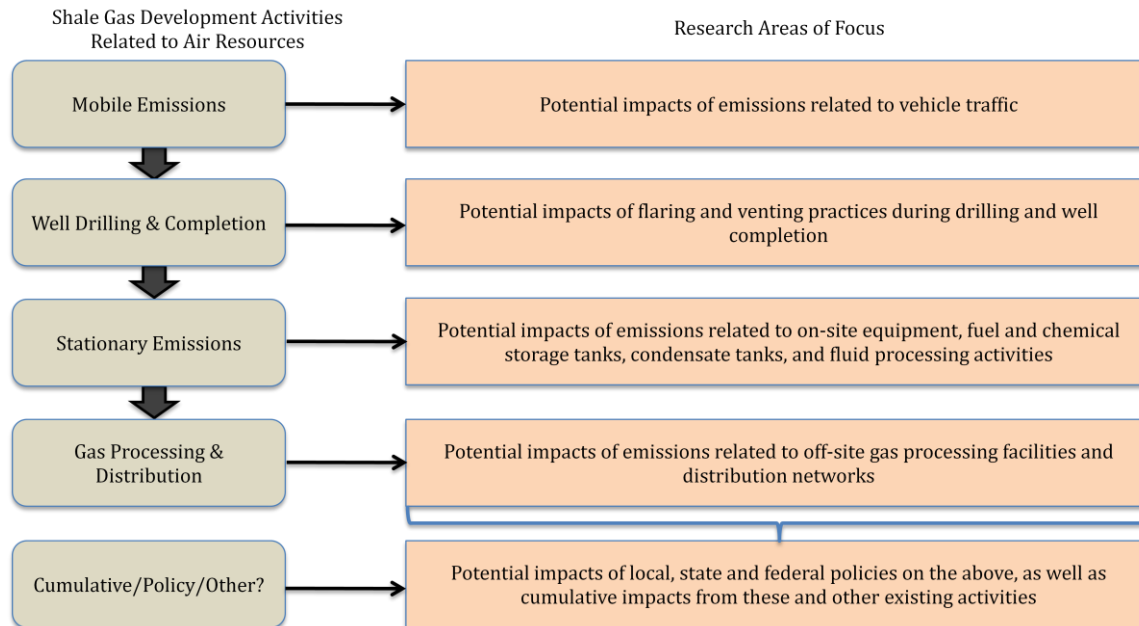 Shale Gas Development Activities
Related to Air Resources
Research Areas of Focus
Mobile Emissions
Potential impacts of emissions related to vehicle traffic
Well Drilling & Completion
Potential impacts of flaring and venting practices during drilling and well
completion
Stationary Emissions
Potential impacts of emissions related to on-site equipment, fuel and chemical
storage tanks, condensate tanks, and fluid processing activities
Gas Processing &
Distribution
Potential impacts of emissions related to off-site gas processing facilities and
distribution networks
Cumulative/Policy/Other?
Potential impacts of local, state and federal policies on the above, as well as
cumulative impacts from these and other existing activities